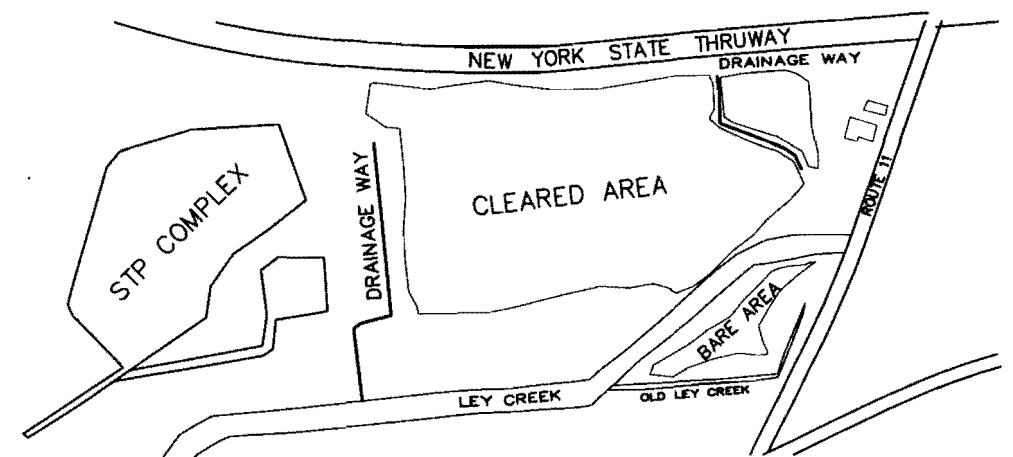 NEW YORK STATE THRUWAY
DRAINAGE WAY
ROUTE 11
STP COMPLEX
DRAINAGE WAY
CLEARED AREA
BARE AREA
LEY CREEK
OLD LEY CREEK